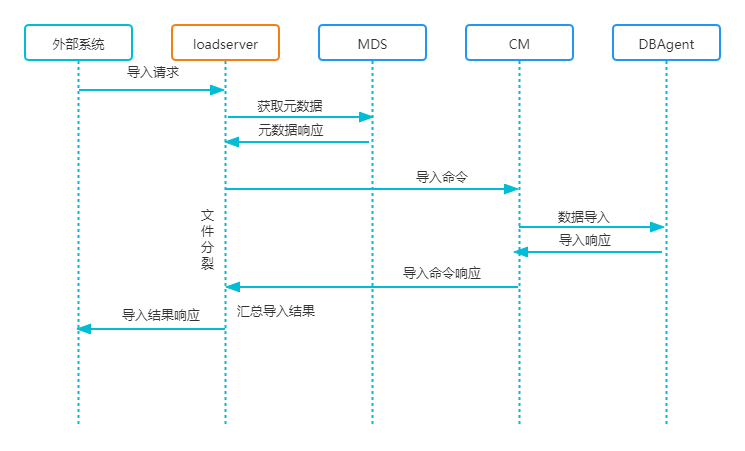 外部系统
loadserver
MDS
CM
DBAgent
导入请求
获取元数据
元数据响应
导入命令
文件分裂
数据导入
导入响应
导入命令响应
汇总导入结果
导入结果响应